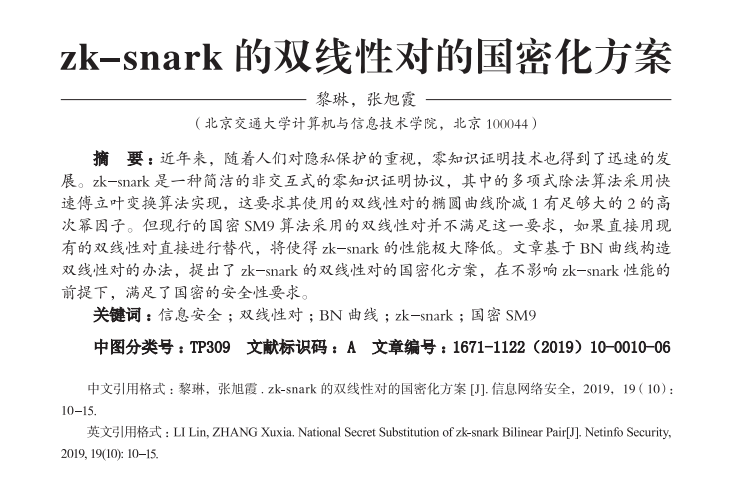 zk-snark 的双线性对的国密化方案
黎琳，张旭霞
（北京交通大学计算机与信息技术学院，北京 100044）
摘 要：近年来，随着人们对隐私保护的重视，零知识证明技术也得到了迅速的发
展。zk-snark 是一种简洁的非交互式的零知识证明协议，其中的多项式除法算法采用快
速傅立叶变换算法实现，这要求其使用的双线性对的椭圆曲线阶减 1 有足够大的 2 的高
次幂因子。但现行的国密 SM9 算法采用的双线性对并不满足这一要求，如果直接用现
有的双线性对直接进行替代，将使得 zk-snark 的性能极大降低。文章基于 BN 曲线构造
双线性对的办法，提出了 zk-snark 的双线性对的国密化方案，在不影响 zk-snark 性能的
前提下，满足了国密的安全性要求。
关键词：信息安全；双线性对；BN 曲线；zk-snark；国密 SM9
中图分类号：TP309 文献标识码：A 文章编号：1671-1122（2019）10-0010-06
中文引用格式：黎琳，张旭霞 . zk-snark 的双线性对的国密化方案 [J]. 信息网络安全，2019，19（10）：
10-15.
英文引用格式：LI Lin, ZHANG Xuxia. National Secret Substitution of zk-snark Bilinear Pair[J]. Netinfo Security,
2019, 19(10): 10-15.